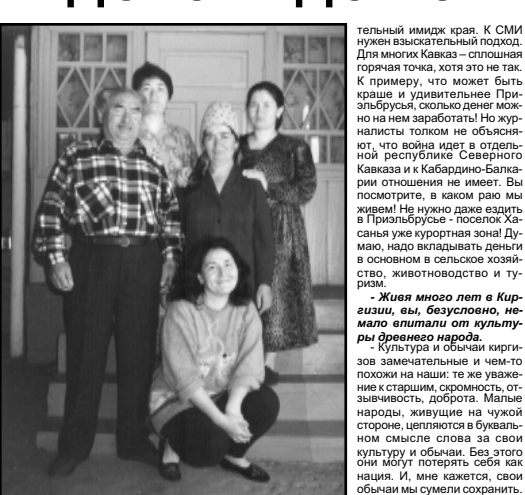 тельный имидж края. К СМИ
нужен взыскательный подход.
Для многих Кавказ – сплошная
горячая точка, хотя это не так.
К примеру, что может быть
краше и удивительнее При-
эльбрусья, сколько денег мож-
но на нем заработать! Но жур-
налисты толком не объясня-
ют, что война идет в отдель-
ной республике Северного
Кавказа и к Кабардино-Балка-
рии отношения не имеет. Вы
посмотрите, в каком раю мы
живем! Не нужно даже ездить
в Приэльбрусье - поселок Ха-
санья уже курортная зона! Ду-
маю, надо вкладывать деньги
в основном в сельское хозяй-
ство, животноводство и ту-
ризм.
- Живя много лет в Кир-
гизии, вы, безусловно, не-
мало впитали от культу-
ры древнего народа.
- Культура и обычаи кирги-
зов замечательные и чем-то
похожи на наши: те же уваже-
ние к старшим, скромность, от-
зывчивость, доброта. Малые
народы, живущие на чужой
стороне, цепляются в букваль-
ном смысле слова за свои
культуру и обычаи. Без этого
они могут потерять себя как
нация. И, мне кажется, свои
обычаи мы сумели сохранить.